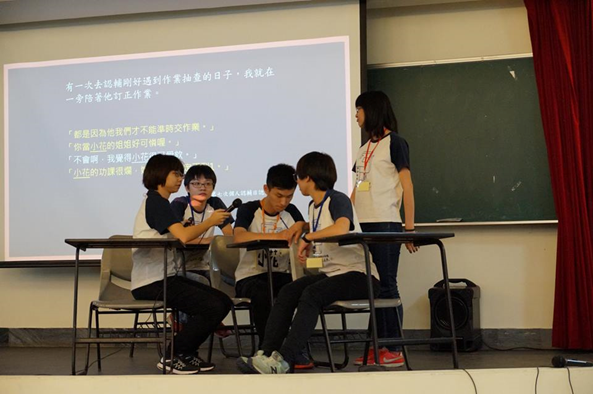 有一次去認輔剛好遇到作業抽查的日子，我就在
一旁陪著他訂正作業。
「都是因為他我們才不能準時交作業。」
「你當小花的姐姐好可憐喔。」
「不會啊，我覺得小花
「小花的功課很爛，